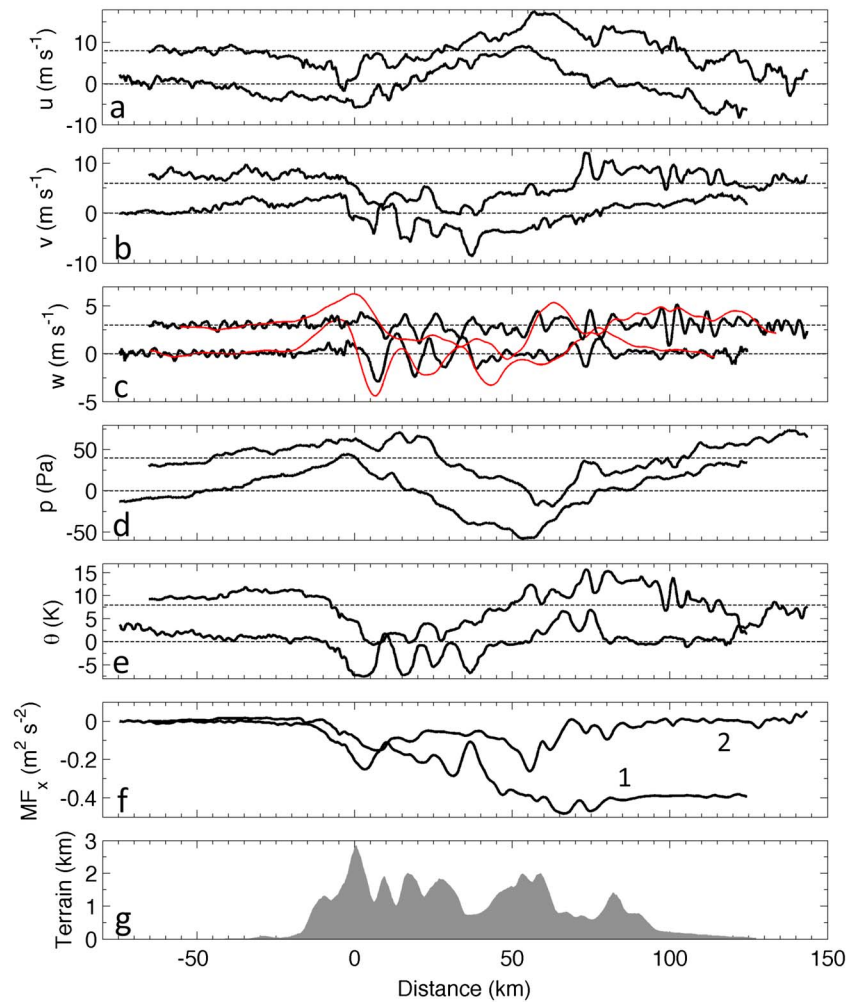 10
0
-10
u (m s⁻¹)
a
10
0
-10
v (m s⁻¹)
b
5
0
-5
w (m s⁻¹)
c
50
0
-50
p (Pa)
d
15
10
5
0
-5
θ (K)
e
0
-0.2
-0.4
MFₓ (m² s⁻²)
f
2
1
3
2
1
0
Terrain (km)
g
-50
0
50
100
150
Distance (km)